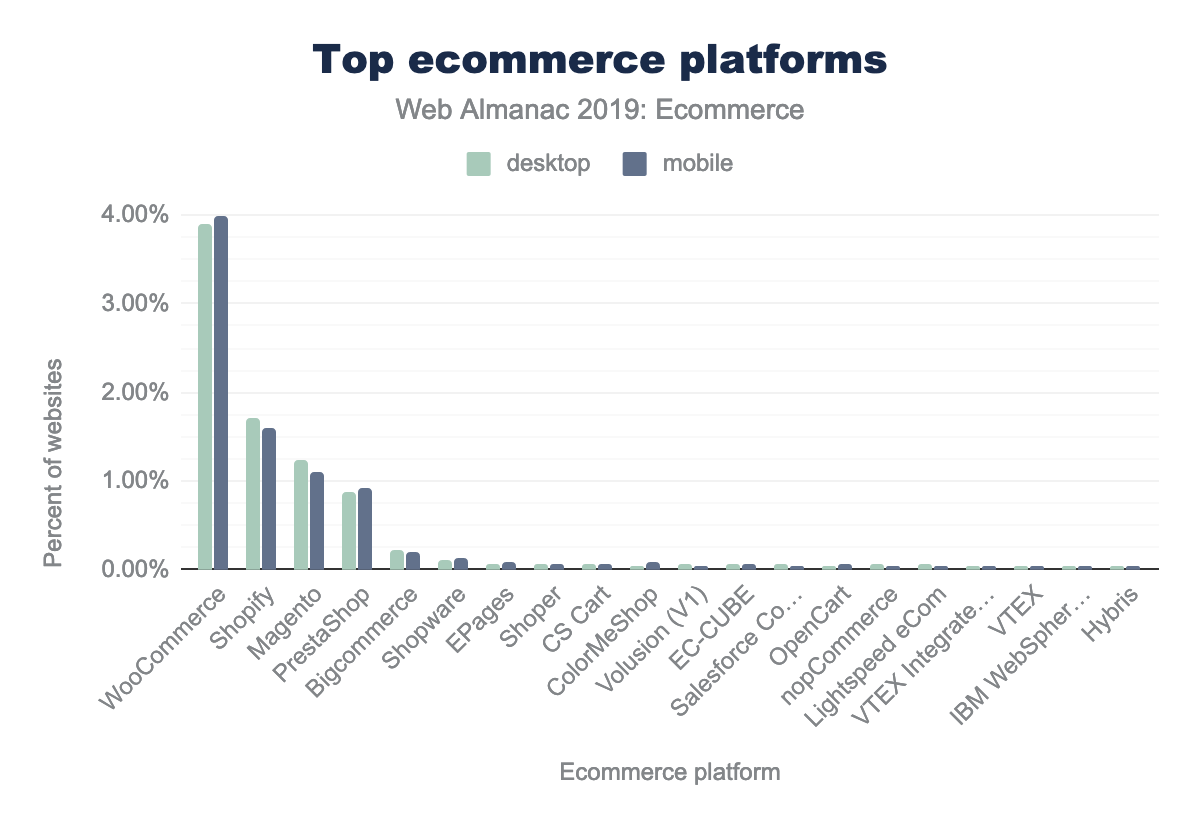 Top ecommerce platforms
Web Almanac 2019: Ecommerce
desktop
mobile
4.00%
3.00%
2.00%
1.00%
0.00%
Percent of websites
WooCommerce
Shopify
Magento
PrestaShop
Bigcommerce
Shopware
EPages
Shoper
CS Cart
ColorMeShop
Volusion (V1)
EC-CUBE
Salesforce Co…
OpenCart
nopCommerce
Lightspeed eCom
VTEX Integrate…
VTEX
IBM WebSpher…
Hybris
Ecommerce platform